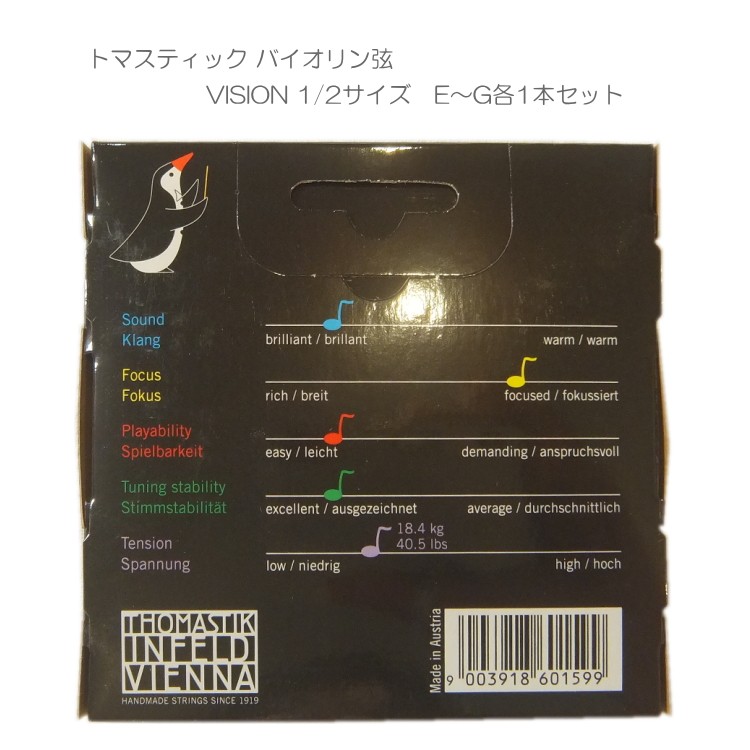 トマスティック バイオリン弦
VISION 1/2サイズ　E～G各1本セット
Sound
Klang
brilliant / brillant
warm / warm
Focus
Fokus
rich / breit
focused / fokussiert
Playability
Spielbarkeit
easy / leicht
demanding / anspruchsvoll
Tuning stability
Stimmstabilität
excellent / ausgezeichnet
average / durchschnittlich
Tension
Spannung
18.4 kg
40.5 lbs
low / niedrig
high / hoch
THOMASTIK
INFELD
VIENNA
HANDMADE STRINGS SINCE 1919
Made in Austria
9 003918 601599